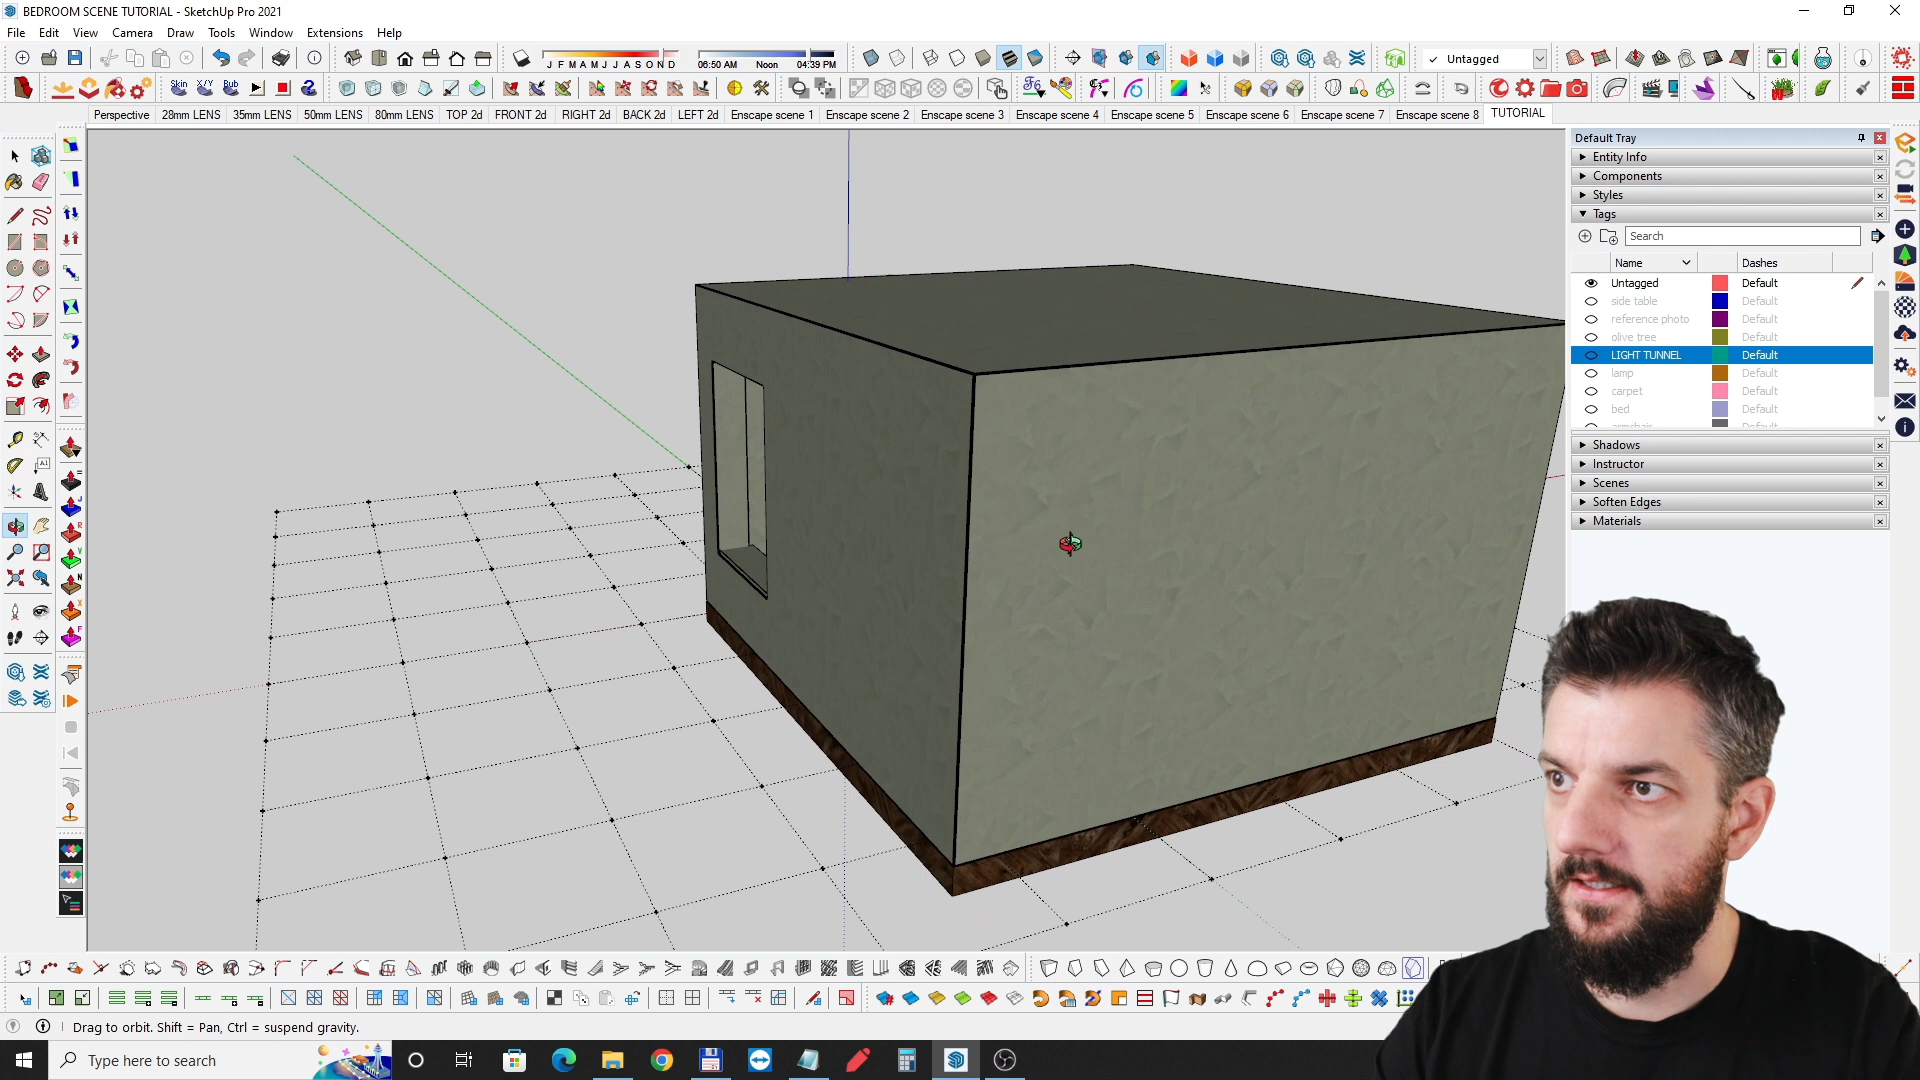 BEDROOM SCENE TUTORIAL - SketchUp Pro 2021
File Edit View Camera Draw Tools Window Extensions Help
J F M A M J J A S O N D 06:50 AM Noon 04:39 PM Untagged
Skin X/Y Bub
Perspective 28mm LENS 35mm LENS 50mm LENS 80mm LENS TOP 2d FRONT 2d RIGHT 2d BACK 2d LEFT 2d Enscape scene 1 Enscape scene 2 Enscape scene 3 Enscape scene 4 Enscape scene 5 Enscape scene 6 Enscape scene 7 Enscape scene 8 TUTORIAL
Default Tray
Entity Info
Components
Styles
Tags
Search
Name Dashes
Untagged Default
side table Default
reference photo Default
olive tree Default
LIGHT TUNNEL Default
lamp Default
carpet Default
bed Default
Shadows
Instructor
Scenes
Soften Edges
Materials
Drag to orbit. Shift = Pan, Ctrl = suspend gravity.
Type here to search